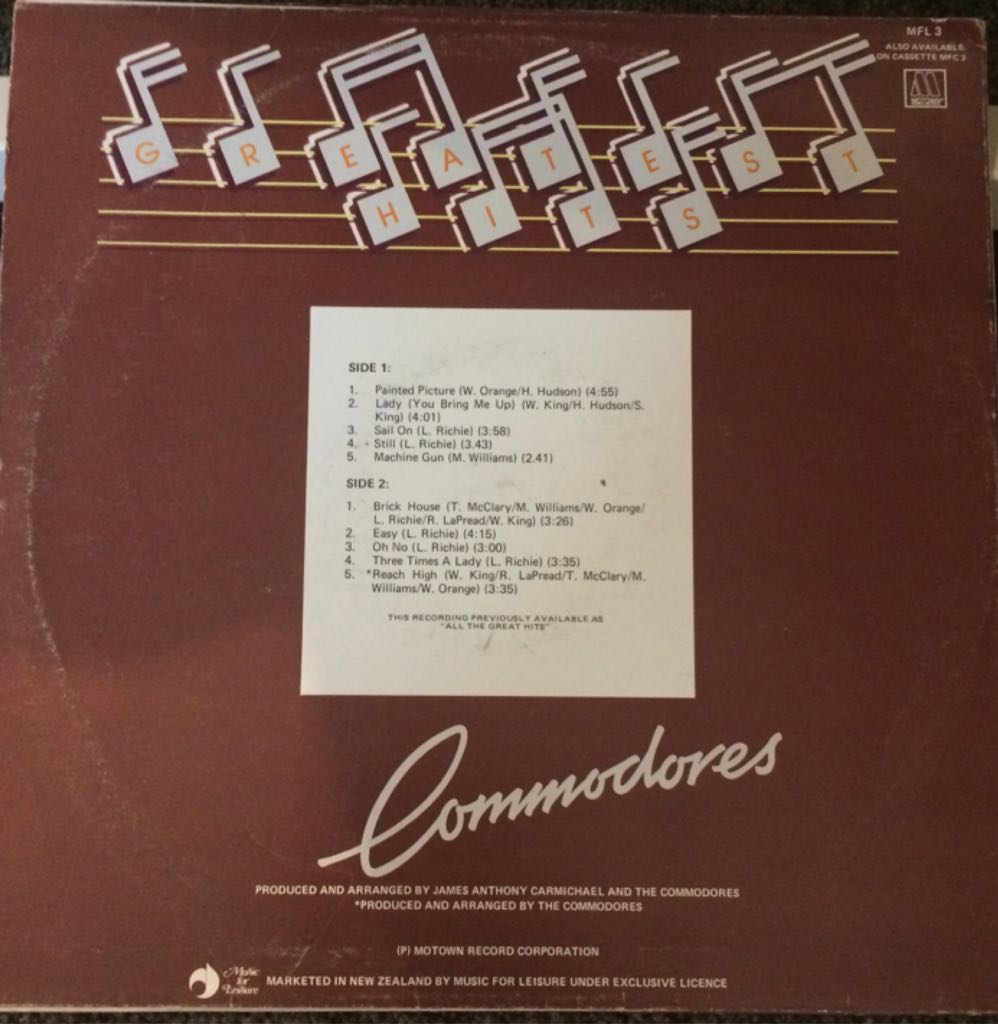 MFL 3
ALSO AVAILABLE
ON CASSETTE MFC 3
GREATEST
HITS
SIDE 1:
1. Painted Picture (W. Orange/H. Hudson) (4:55)
2. Lady (You Bring Me Up) (W. King/H. Hudson/S.
King) (4:01)
3. Sail On (L. Richie) (3:58)
4. Still (L. Richie) (3.43)
5. Machine Gun (M. Williams) (2.41)
SIDE 2:
1. Brick House (T. McClary/M. Williams/W. Orange/
L. Richie/R. LaPread/W. King) (3:26)
2. Easy (L. Richie) (4:15)
3. Oh No (L. Richie) (3:00)
4. Three Times A Lady (L. Richie) (3:35)
5. *Reach High (W. King/R. LaPread/T. McClary/M.
Williams/W. Orange) (3:35)
THIS RECORDING PREVIOUSLY AVAILABLE AS
"ALL THE GREAT HITS"
Commodores
PRODUCED AND ARRANGED BY JAMES ANTHONY CARMICHAEL AND THE COMMODORES
*PRODUCED AND ARRANGED BY THE COMMODORES
(P) MOTOWN RECORD CORPORATION
Music
for
Leisure
MARKETED IN NEW ZEALAND BY MUSIC FOR LEISURE UNDER EXCLUSIVE LICENCE